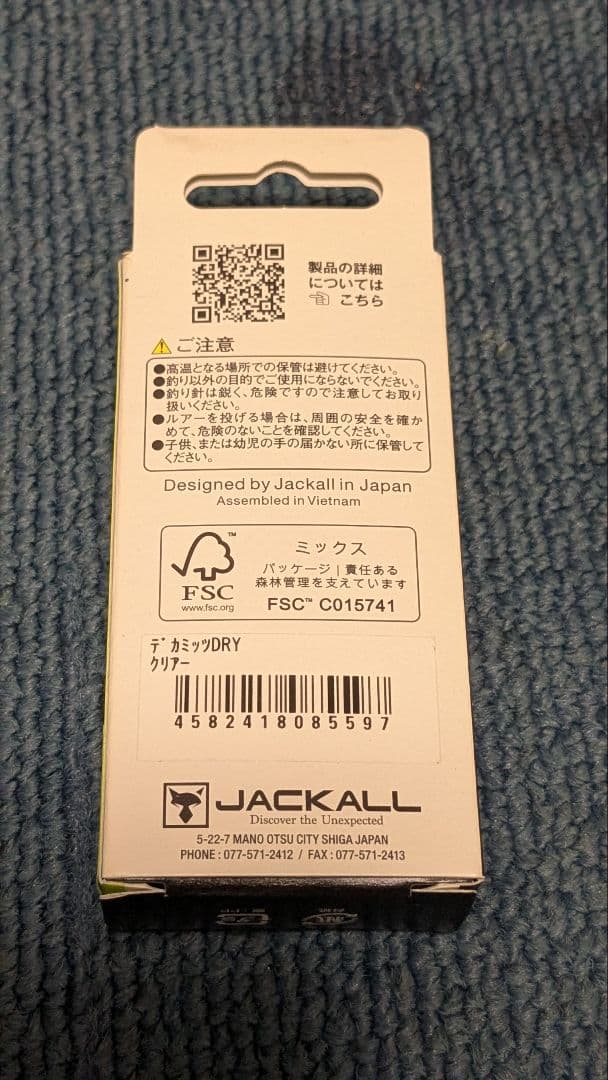 製品の詳細
については
こちら
ご注意
●高温となる場所での保管は避けてください。
●釣り以外の目的でご使用にならないでください。
●釣り針は鋭く、危険ですので注意してお取り
扱いください。
●ルアーを投げる場合は、周囲の安全を確か
めて、危険のないことを確認してください。
●子供、または幼児の手の届かない所に保管して
ください。
Designed by Jackall in Japan
Assembled in Vietnam
FSC™
www.fsc.org
ミックス
パッケージ | 責任ある
森林管理を支えています
FSC™ C015741
ﾃﾞｶﾐｯﾂDRY
ｸﾘｱｰ
4582418085597
JACKALL
Discover the Unexpected
5-22-7 MANO OTSU CITY SHIGA JAPAN
PHONE : 077-571-2412 / FAX : 077-571-2413